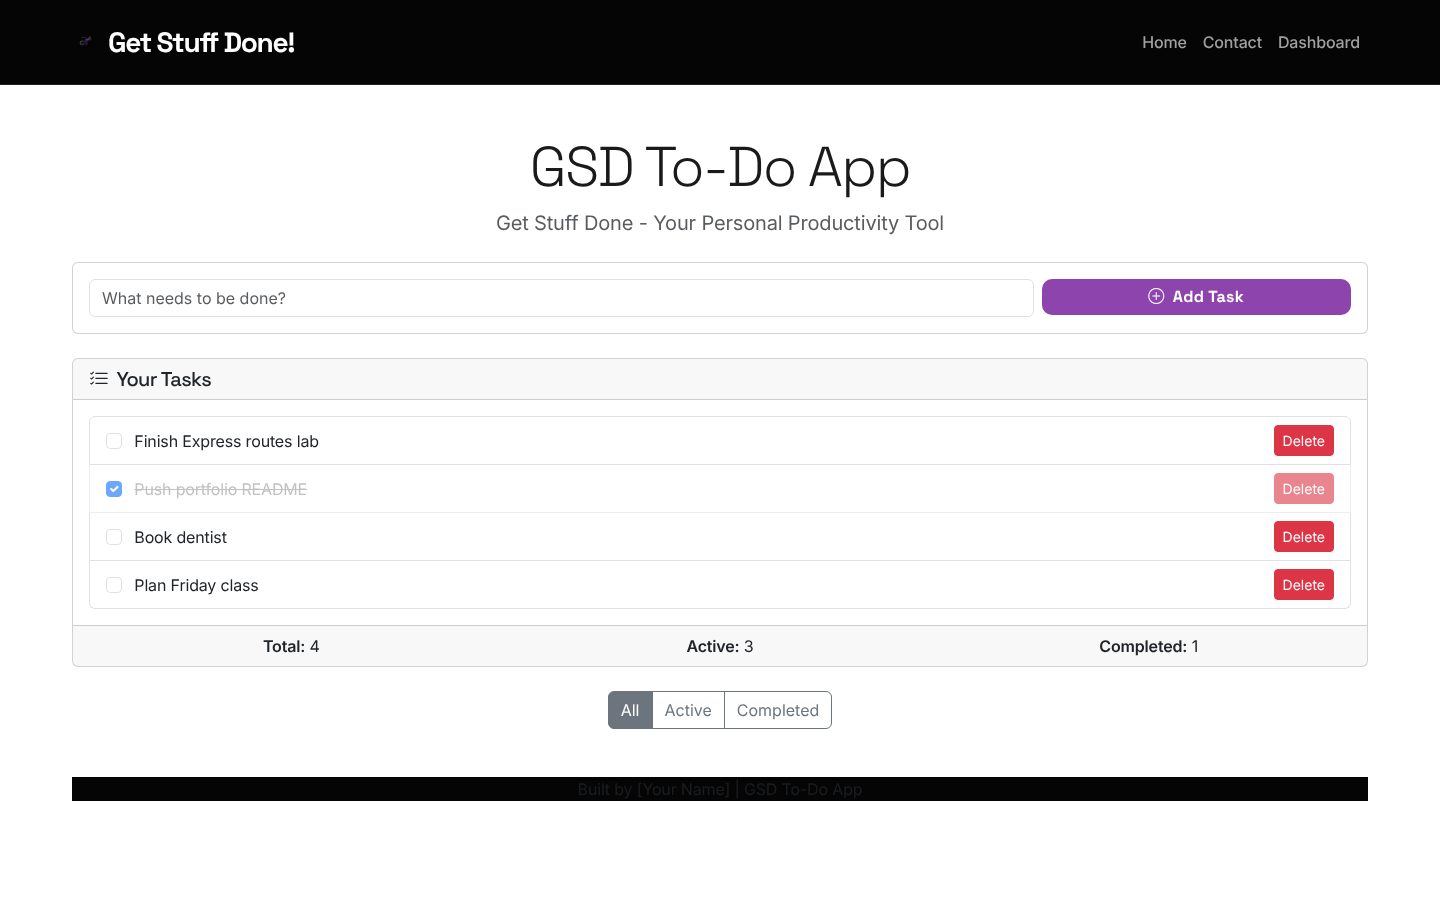 Get Stuff Done!
Home Contact Dashboard
GSD To-Do App
Get Stuff Done - Your Personal Productivity Tool
What needs to be done?
Add Task
Your Tasks
Finish Express routes lab
Delete
Push portfolio README
Delete
Book dentist
Delete
Plan Friday class
Delete
Total: 4
Active: 3
Completed: 1
All
Active
Completed
Built by [Your Name] | GSD To-Do App